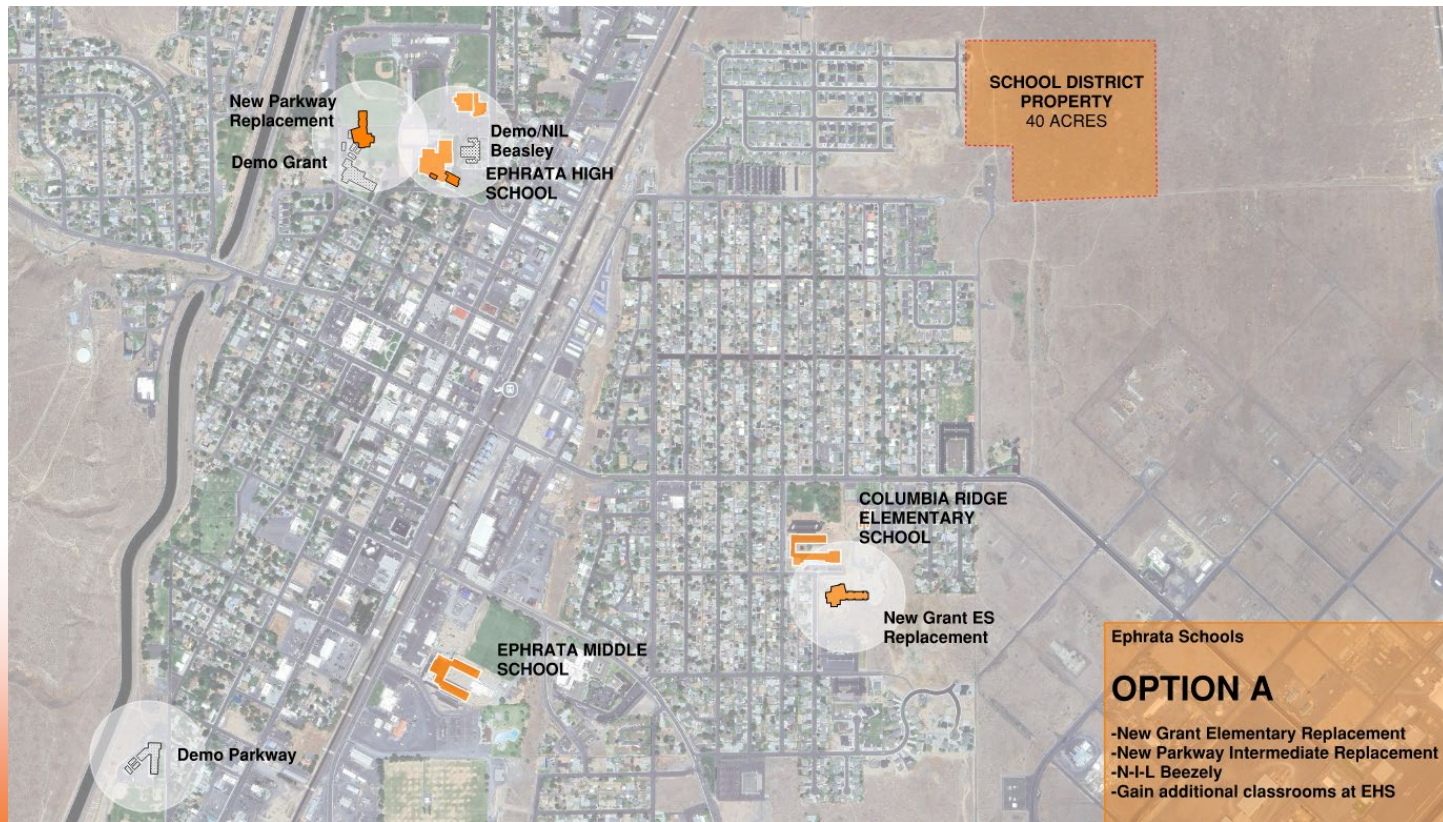 SCHOOL DISTRICT
PROPERTY
40 ACRES
New Parkway
Replacement
Demo Grant
Demo/NIL
Beasley
EPHRATA HIGH
SCHOOL
COLUMBIA RIDGE
ELEMENTARY
SCHOOL
New Grant ES
Replacement
EPHRATA MIDDLE
SCHOOL
Demo Parkway
Ephrata Schools
OPTION A
-New Grant Elementary Replacement
-New Parkway Intermediate Replacement
-N-I-L Beezely
-Gain additional classrooms at EHS